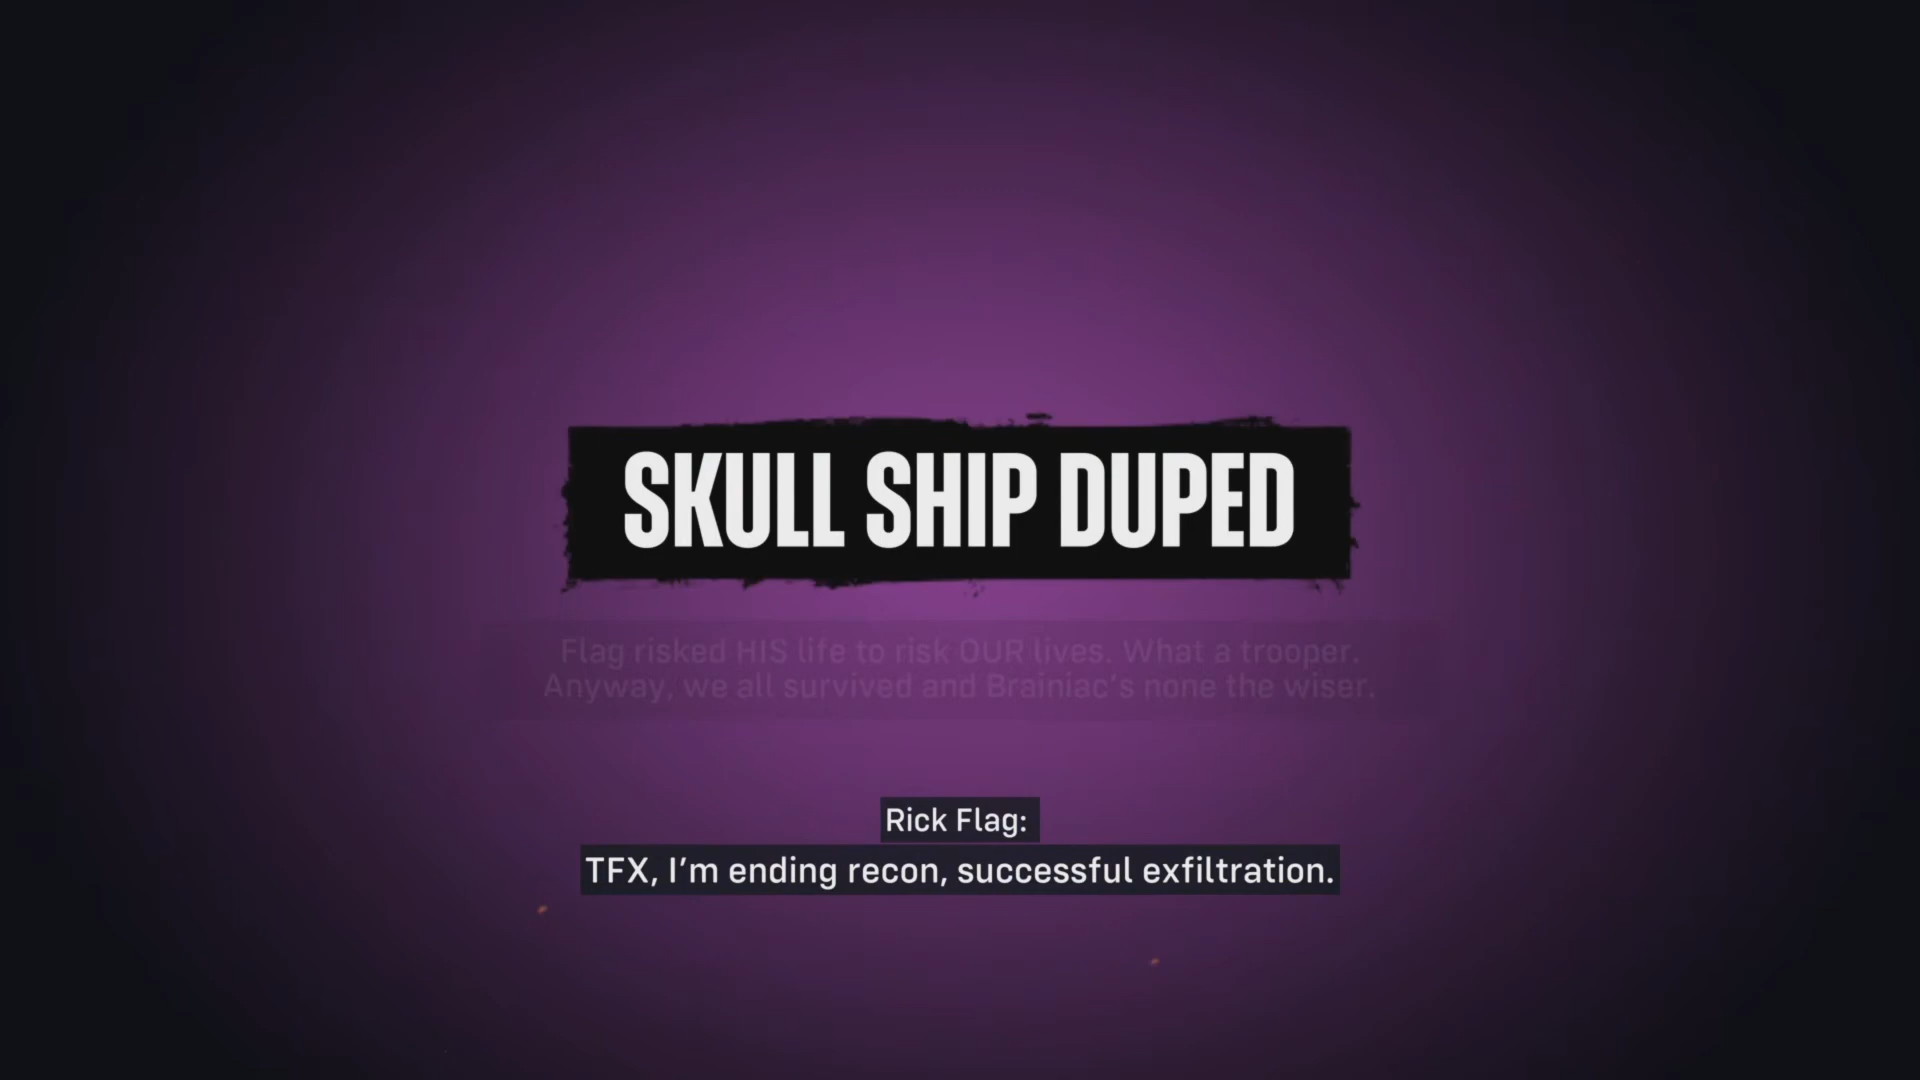 SKULL SHIP DUPED
Flag risked HIS life to risk OUR lives. What a trooper.
Anyway, we all survived and Brainiac's none the wiser.
Rick Flag:
TFX, I'm ending recon, successful exfiltration.